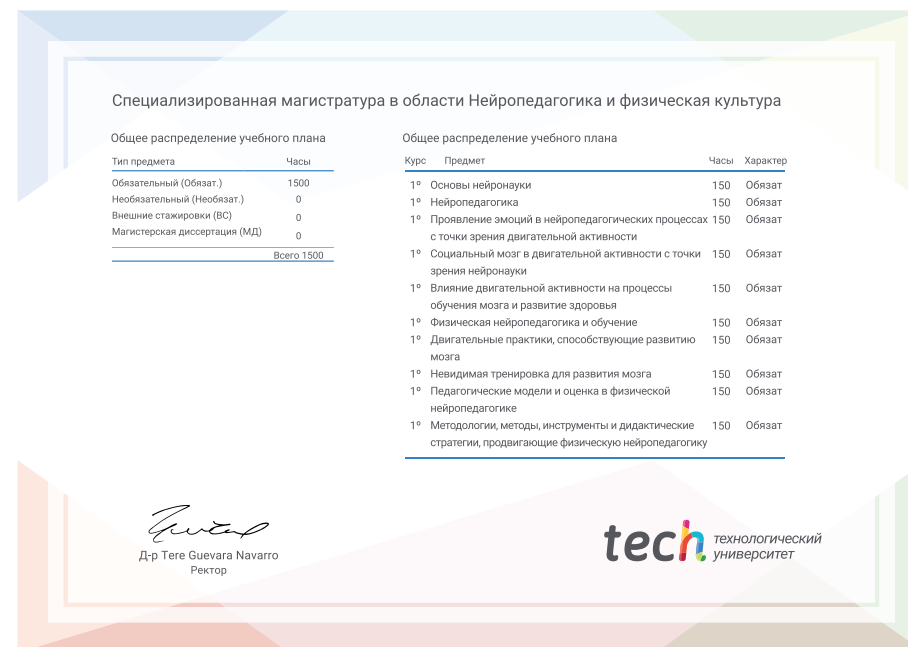 Специализированная магистратура в области Нейропедагогика и физическая культура
Общее распределение учебного плана
Тип предмета Часы
Обязательный (Обязат.) 1500
Необязательный (Необязат.) 0
Внешние стажировки (ВС) 0
Магистерская диссертация (МД) 0
Всего 1500
Общее распределение учебного плана
Курс Предмет Часы Характер
1º Основы нейронауки 150 Обязат
1º Нейропедагогика 150 Обязат
1º Проявление эмоций в нейропедагогических процессах 150 Обязат
с точки зрения двигательной активности
1º Социальный мозг в двигательной активности с точки 150 Обязат
зрения нейронауки
1º Влияние двигательной активности на процессы 150 Обязат
обучения мозга и развитие здоровья
1º Физическая нейропедагогика и обучение 150 Обязат
1º Двигательные практики, способствующие развитию 150 Обязат
мозга
1º Невидимая тренировка для развития мозга 150 Обязат
1º Педагогические модели и оценка в физической 150 Обязат
нейропедагогике
1º Методологии, методы, инструменты и дидактические 150 Обязат
стратегии, продвигающие физическую нейропедагогику
Д-р Tere Guevara Navarro
Ректор
tech технологический
университет